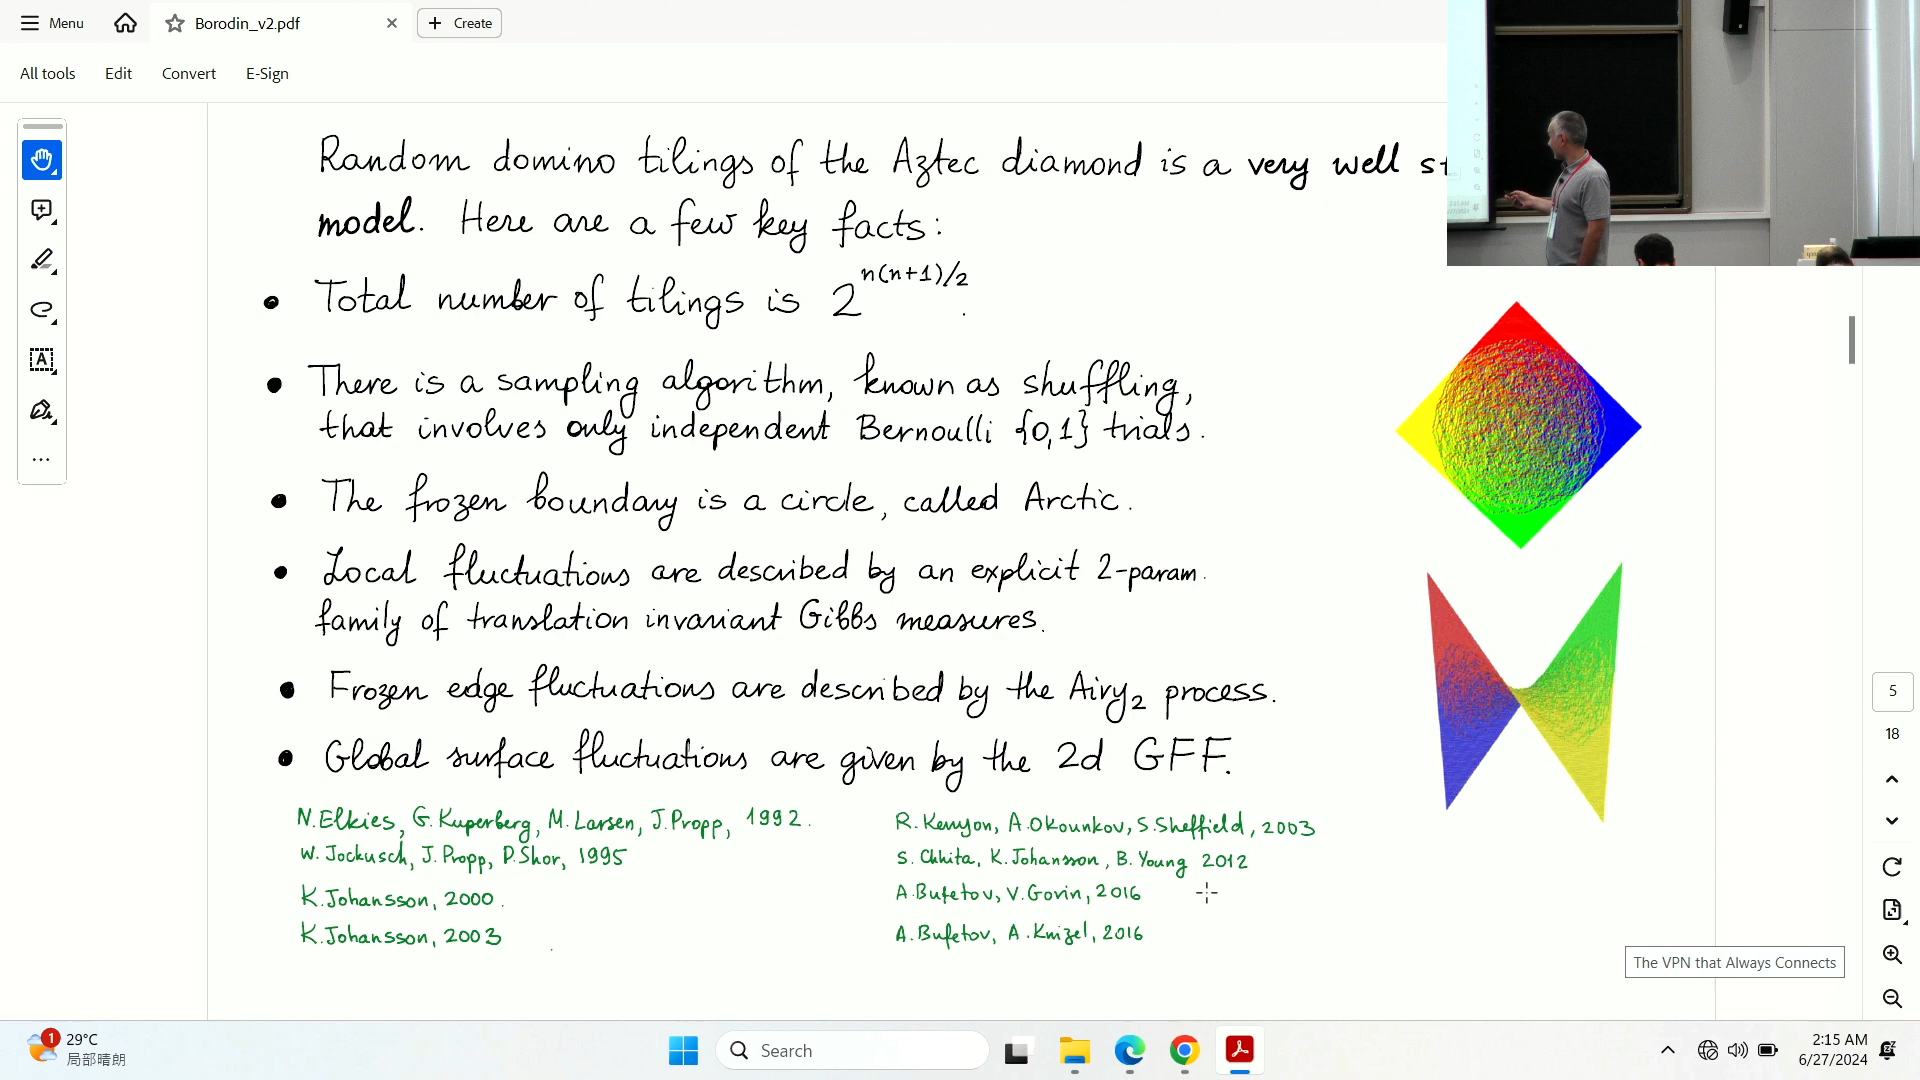 Menu
Borodin_v2.pdf
Create
All tools
Edit
Convert
E-Sign
Random domino tilings of the Aztec diamond is a very well st
model. Here are a few key facts:
• Total number of tilings is 2^{n(n+1)/2}.
• There is a sampling algorithm, known as shuffling,
that involves only independent Bernoulli {0,1} trials.
• The frozen boundary is a circle, called Arctic.
• Local fluctuations are described by an explicit 2-param.
family of translation invariant Gibbs measures.
• Frozen edge fluctuations are described by the Airy₂ process.
• Global surface fluctuations are given by the 2d GFF.
N. Elkies, G. Kuperberg, M. Larsen, J. Propp, 1992.
W. Jockusch, J. Propp, P. Shor, 1995
K. Johansson, 2000.
K. Johansson, 2003
R. Kenyon, A. Okounkov, S. Sheffield, 2003
S. Chhita, K. Johansson, B. Young 2012
A. Bufetov, V. Gorin, 2016
A. Bufetov, A. Knizel, 2016
5
18
The VPN that Always Connects
1
29°C
局部晴朗
Search
2:15 AM
6/27/2024